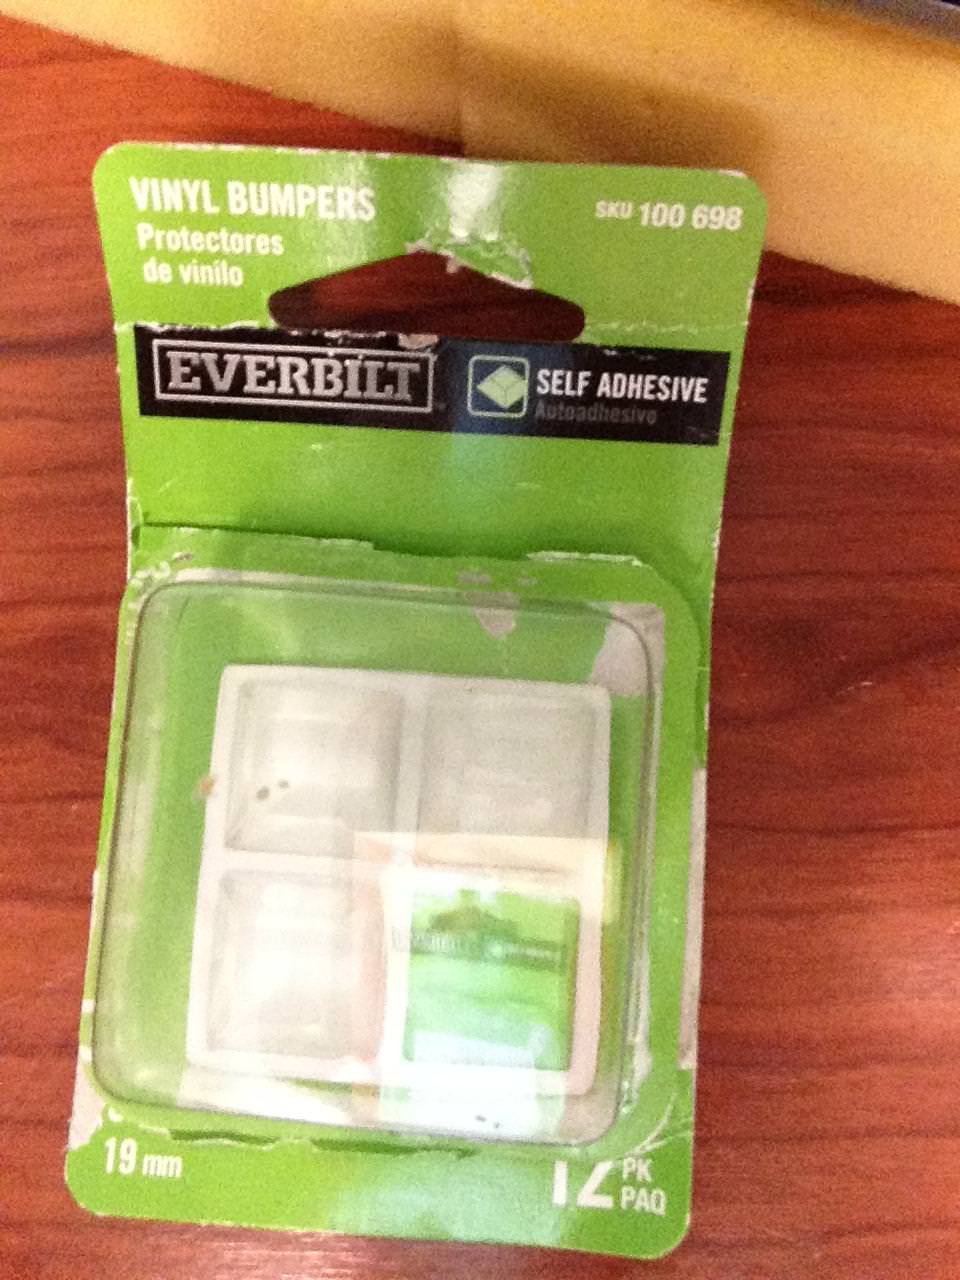 VINYL BUMPERS
Protectores
de vinilo
SKU 100 698
EVERBILT
SELF ADHESIVE
Autoadhesivo
19 mm
12 PK
PAQ